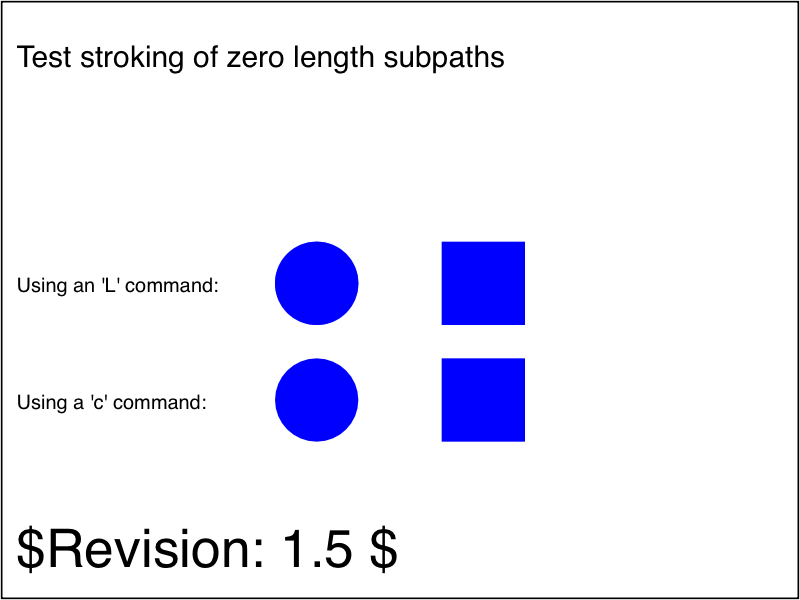 Test stroking of zero length subpaths
Using an 'L' command:
Using a 'c' command:
$Revision: 1.5 $